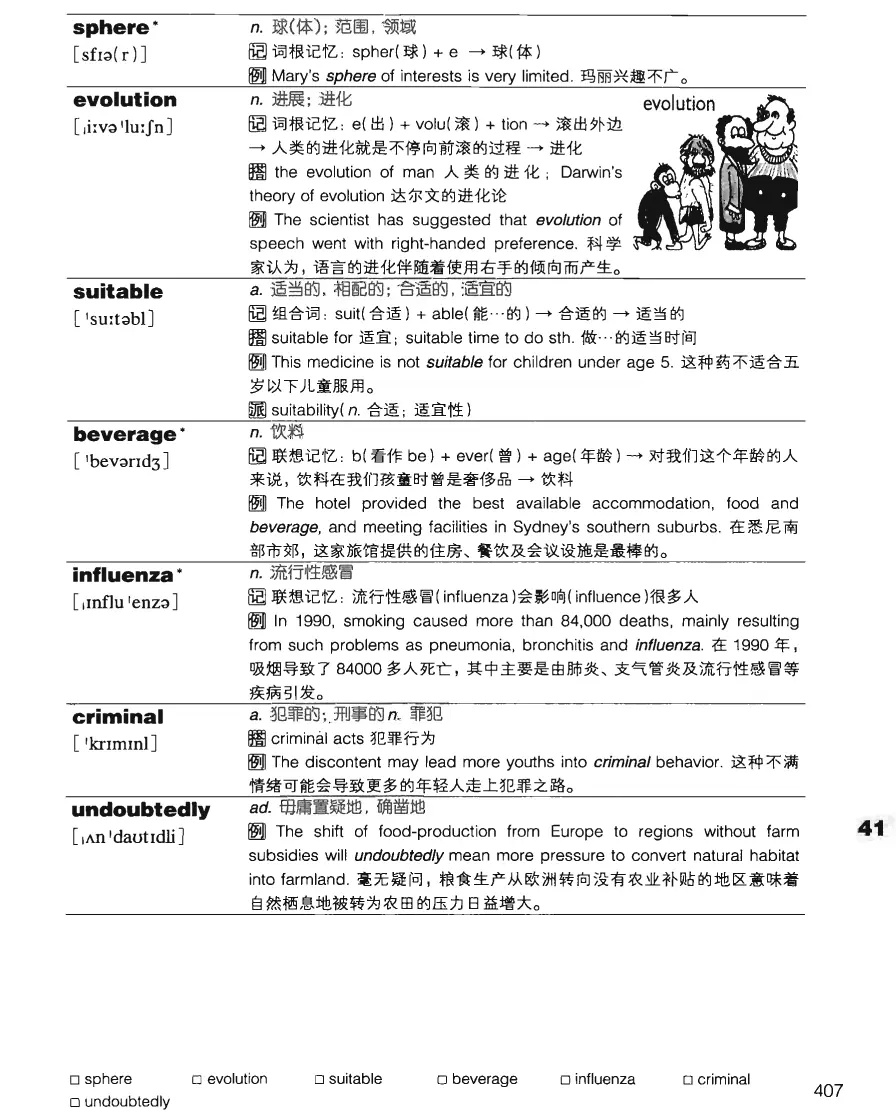 sphere* n. 球(体); 范围, 领域
[sfɪə(r)] [记]词根记忆: spher(球) + e → 球(体)
[例] Mary's sphere of interests is very limited. 玛丽兴趣不广。
evolution n. 进展; 进化 evolution
[ˌiːvəˈluːʃn] [记]词根记忆: e(出) + volu(滚) + tion → 滚出外边
→ 人类的进化就是不停向前滚的过程 → 进化
[搭] the evolution of man 人类的进化; Darwin's
theory of evolution 达尔文的进化论
[例] The scientist has suggested that evolution of
speech went with right-handed preference. 科学
家认为, 语言的进化伴随着使用右手的倾向而产生。
suitable a. 适当的, 相配的; 合适的, 适宜的
[ˈsuːtəbl] [记]组合词: suit(合适) + able(能…的) → 合适的 → 适当的
[搭] suitable for 适宜; suitable time to do sth. 做…的适当时间
[例] This medicine is not suitable for children under age 5. 这种药不适合五
岁以下儿童服用。
[派] suitability(n. 合适; 适宜性)
beverage* n. 饮料
[ˈbevərɪdʒ] [记]联想记忆: b(看作 be) + ever(曾) + age(年龄) → 对我们这个年龄的人
来说, 饮料在我们孩童时曾是奢侈品 → 饮料
[例] The hotel provided the best available accommodation, food and
beverage, and meeting facilities in Sydney's southern suburbs. 在悉尼南
部市郊, 这家旅馆提供的住房、餐饮及会议设施是最棒的。
influenza* n. 流行性感冒
[ˌɪnfluˈenzə] [记]联想记忆: 流行性感冒(influenza)会影响(influence)很多人
[例] In 1990, smoking caused more than 84,000 deaths, mainly resulting
from such problems as pneumonia, bronchitis and influenza. 在 1990 年,
吸烟导致了 84000 多人死亡, 其中主要是由肺炎、支气管炎及流行性感冒等
疾病引发。
criminal a. 犯罪的; 刑事的 n. 罪犯
[ˈkrɪmɪnl] [搭] criminal acts 犯罪行为
[例] The discontent may lead more youths into criminal behavior. 这种不满
情绪可能会导致更多的年轻人走上犯罪之路。
undoubtedly ad. 毋庸置疑地, 确凿地
[ˌʌnˈdaʊtɪdli] [例] The shift of food-production from Europe to regions without farm
41
subsidies will undoubtedly mean more pressure to convert natural habitat
into farmland. 毫无疑问, 粮食生产从欧洲转向没有农业补贴的地区意味着
自然栖息地被转为农田的压力日益增大。
□ sphere □ evolution □ suitable □ beverage □ influenza □ criminal
□ undoubtedly
407